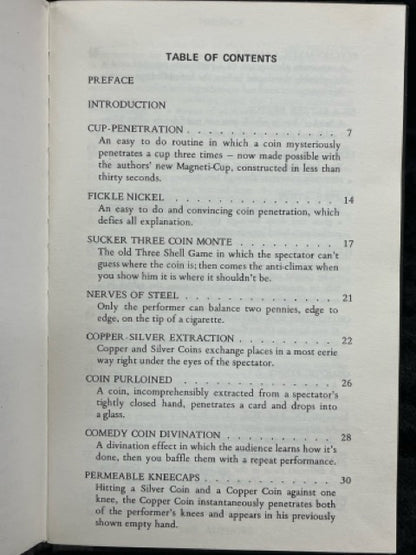 TABLE OF CONTENTS
PREFACE
INTRODUCTION
CUP-PENETRATION . . . . . . . . . . . . . 7
An easy to do routine in which a coin mysteriously
penetrates a cup three times — now made possible with
the authors' new Magneti-Cup, constructed in less than
thirty seconds.
FICKLE NICKEL . . . . . . . . . . . . . . 14
An easy to do and convincing coin penetration, which
defies all explanation.
SUCKER THREE COIN MONTE . . . . . . . . 17
The old Three Shell Game in which the spectator can't
guess where the coin is; then comes the anti-climax when
you show him it is where it shouldn't be.
NERVES OF STEEL . . . . . . . . . . . . . 21
Only the performer can balance two pennies, edge to
edge, on the tip of a cigarette.
COPPER-SILVER EXTRACTION . . . . . . . . 22
Copper and Silver Coins exchange places in a most eerie
way right under the eyes of the spectator.
COIN PURLOINED . . . . . . . . . . . . . 26
A coin, incomprehensibly extracted from a spectator's
tightly closed hand, penetrates a card and drops into
a glass.
COMEDY COIN DIVINATION . . . . . . . . . 28
A divination effect in which the audience learns how it's
done, then you baffle them with a repeat performance.
PERMEABLE KNEECAPS . . . . . . . . . . . 30
Hitting a Silver Coin and a Copper Coin against one
knee, the Copper Coin instantaneously penetrates both
of the performer's knees and appears in his previously
shown empty hand.